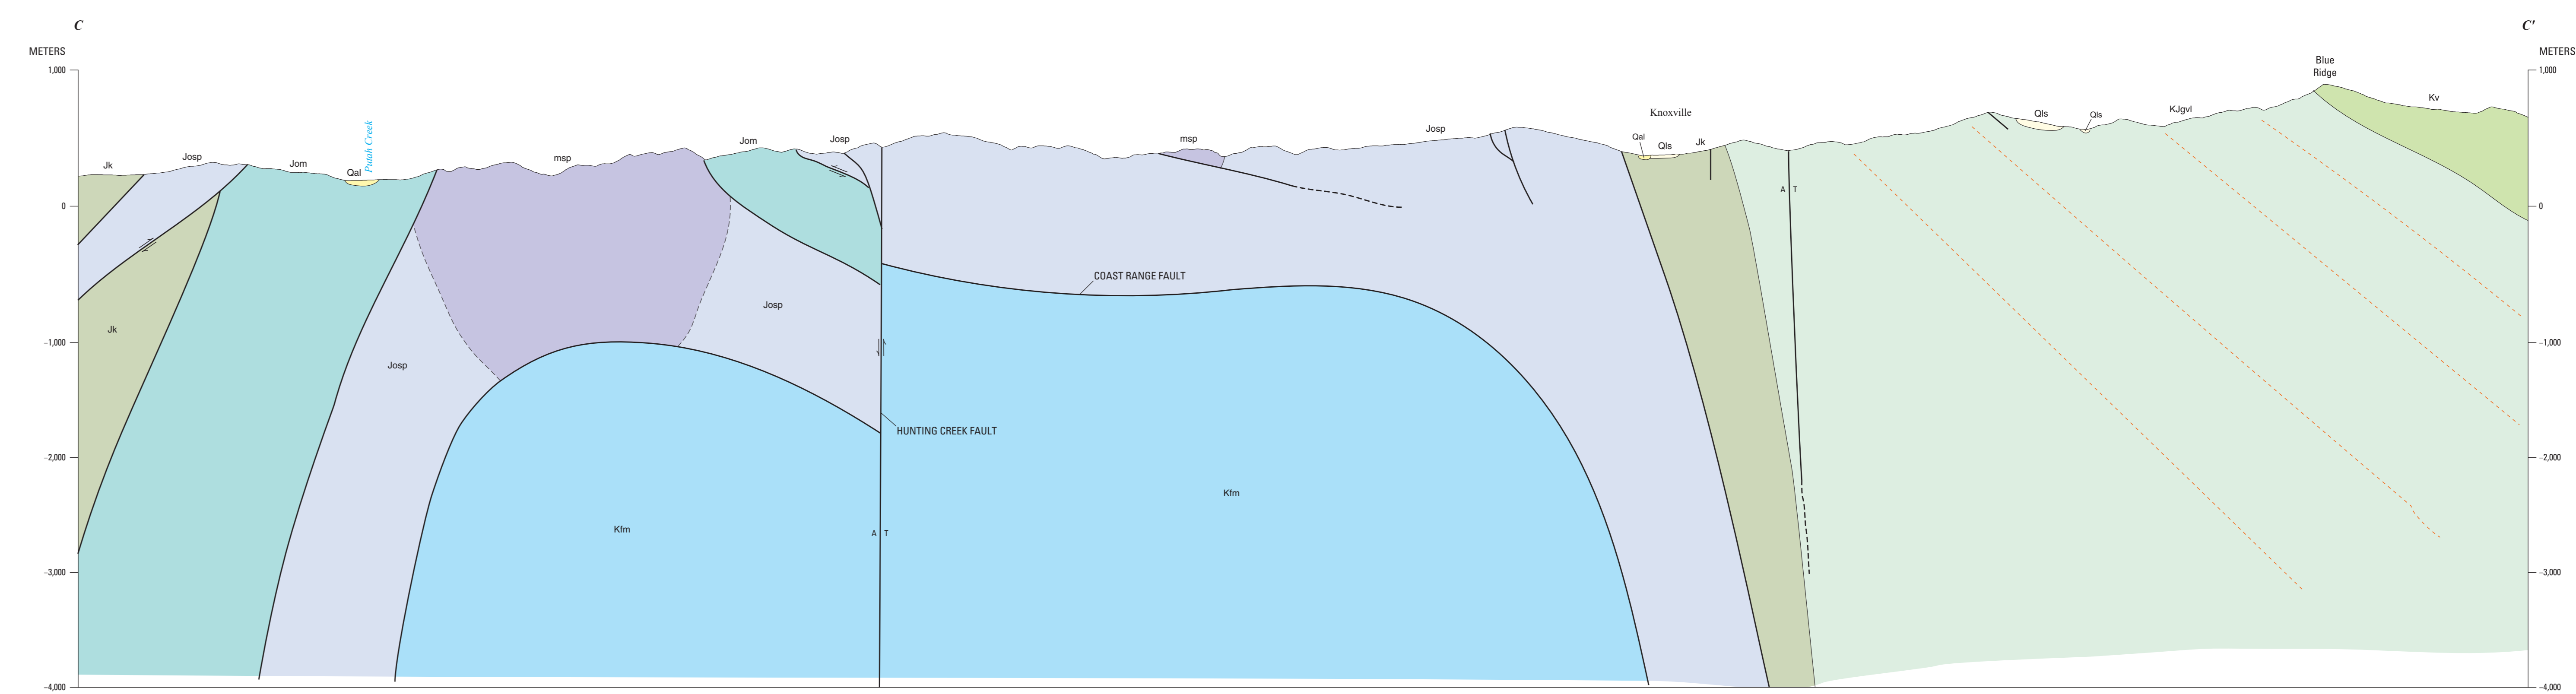 C
C′
METERS
METERS
1,000
1,000
Blue
Ridge
Kv
Knoxville
Qls
Qls
KJgvl
Putah Creek
Qal
Qls
Jk
Josp
msp
Josp
Jom
Jk
Josp
Jom
Qal
msp
A T
0
0
COAST RANGE FAULT
Josp
Jk
−1,000
−1,000
Josp
HUNTING CREEK FAULT
−2,000
−2,000
Kfm
Kfm
A T
−3,000
−3,000
−4,000
−4,000